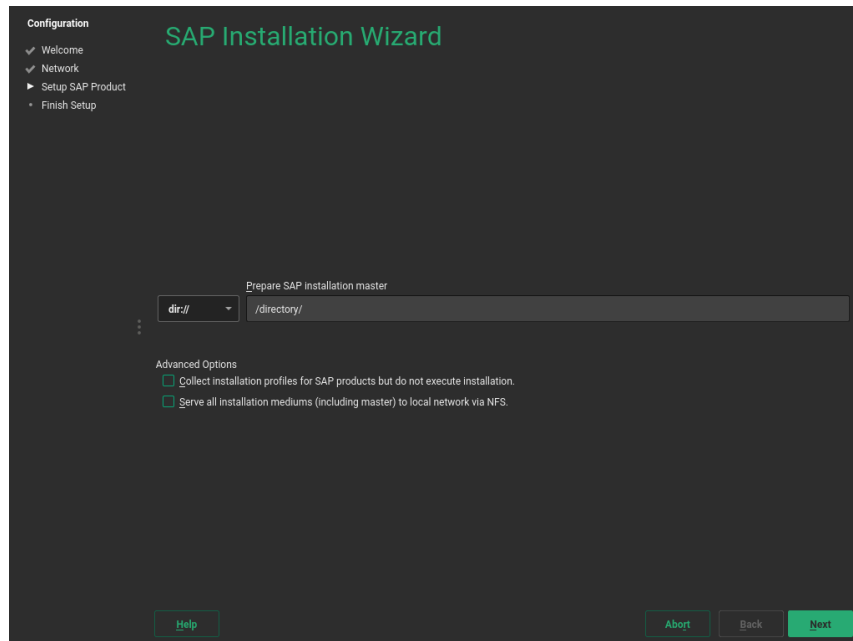 Configuration
Welcome
Network
Setup SAP Product
Finish Setup
SAP Installation Wizard
Prepare SAP installation master
dir:// /directory/
Advanced Options
Collect installation profiles for SAP products but do not execute installation.
Serve all installation mediums (including master) to local network via NFS.
Help Abort Back Next